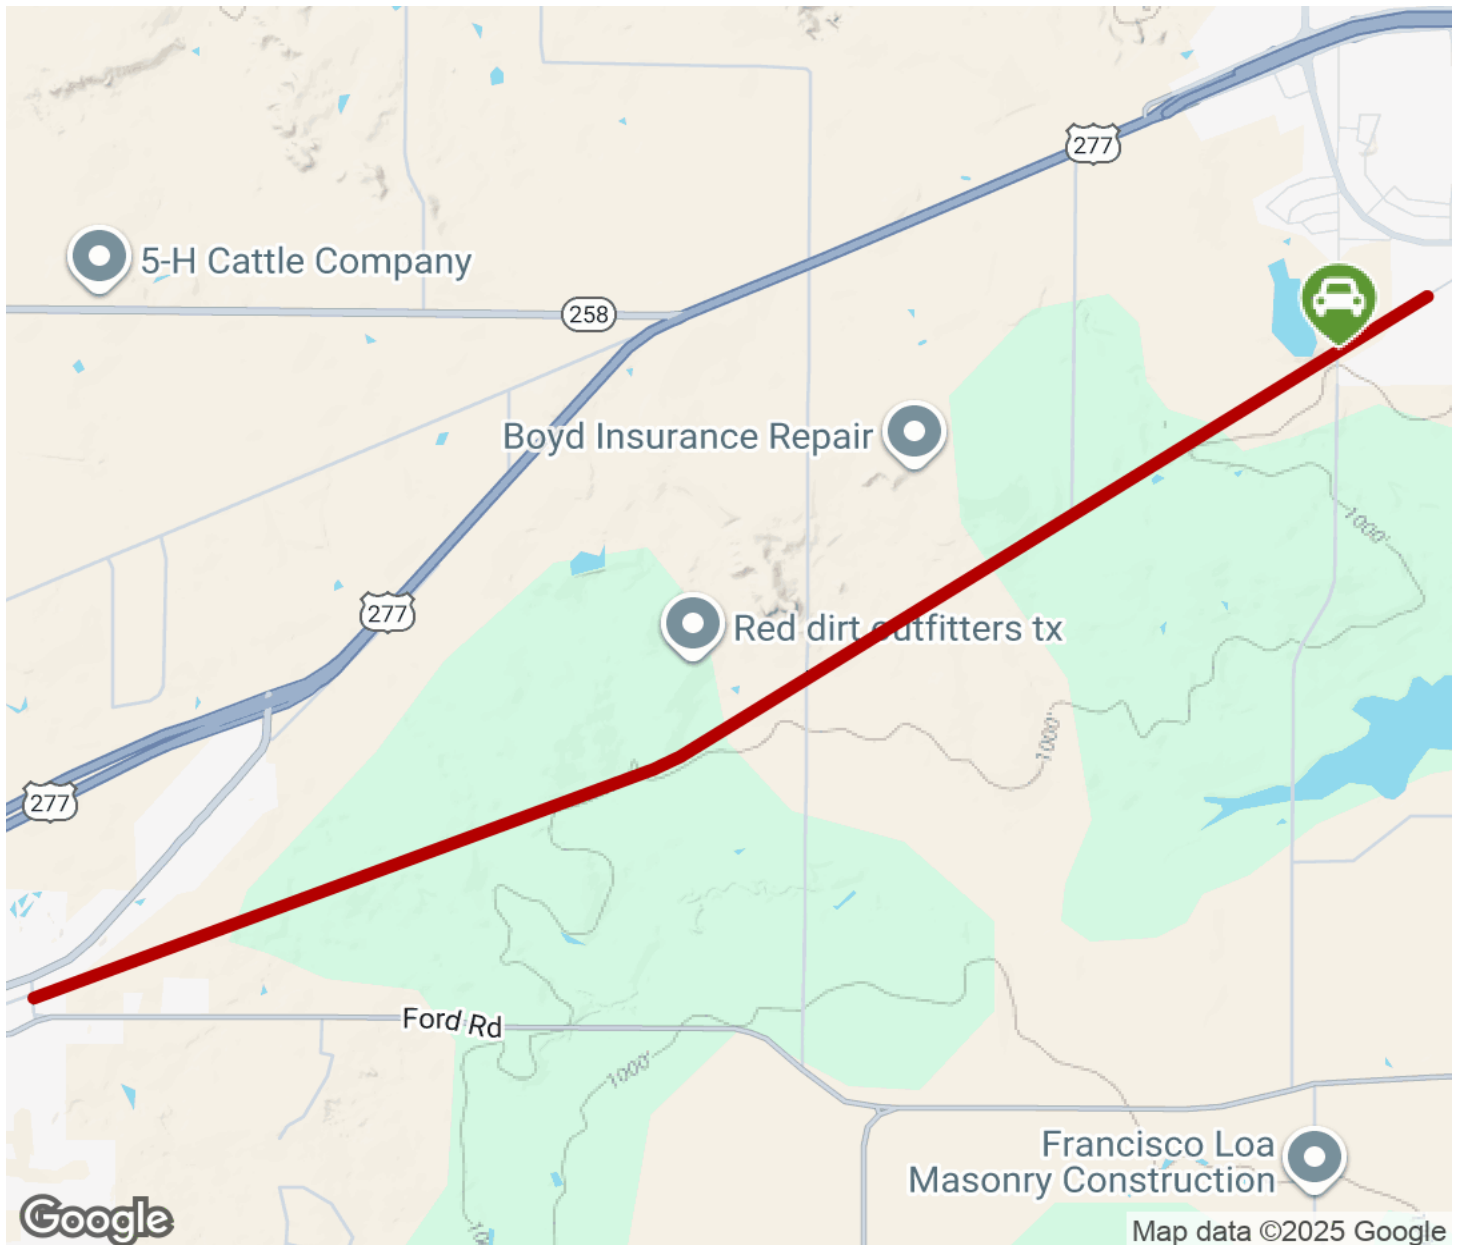 277
5-H Cattle Company
258
Boyd Insurance Repair
1000'
277
Red dirt outfitters tx
1000'
277
Ford Rd
1000'
Francisco Loa
Masonry Construction
Google
Map data ©2025 Google